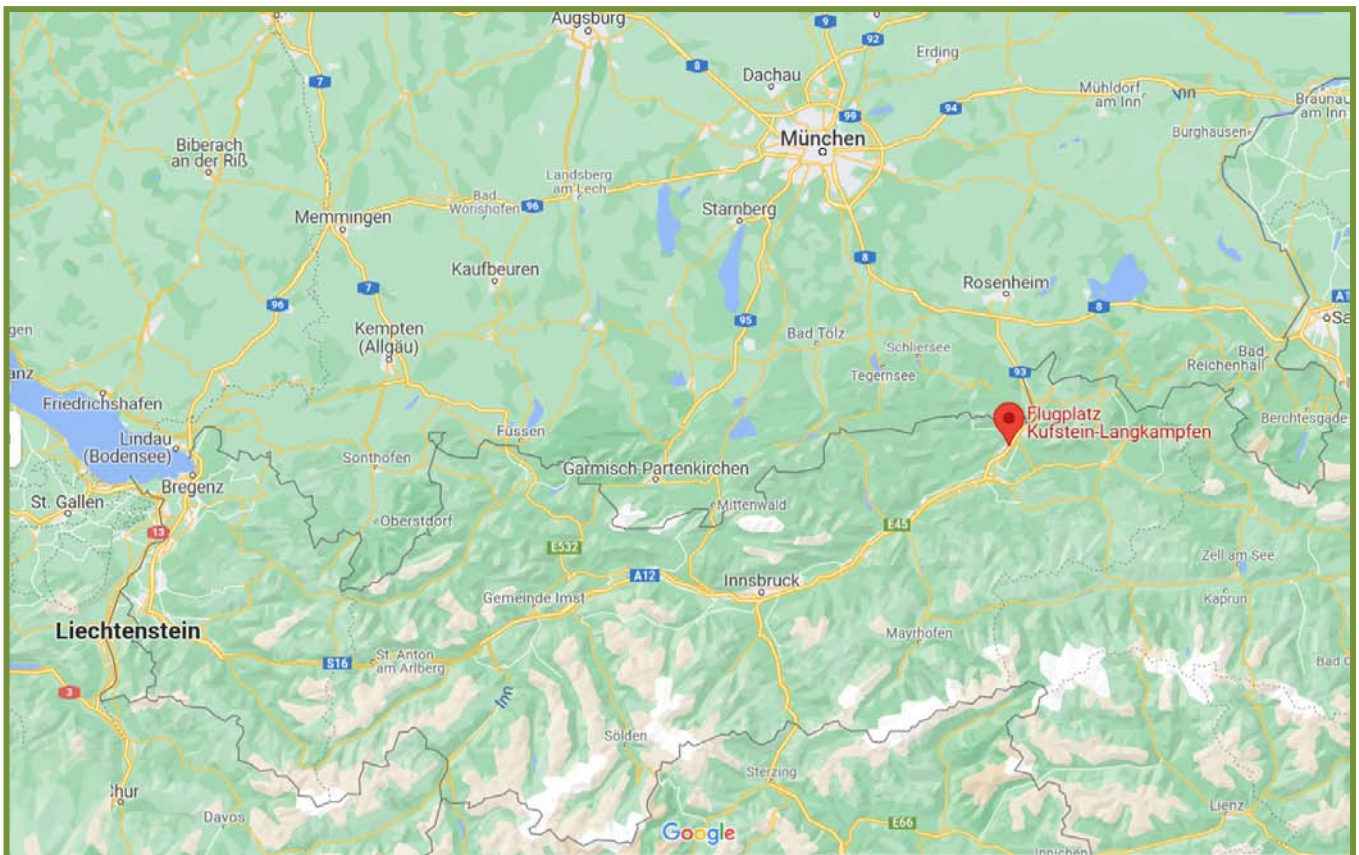 Augsburg
9
92
Erding
8
Dachau
7
Mühldorf
am Inn
Inn
Braunau
am Inn
94
99
Burghausen
Biberach
an der Riß
München
Landsberg
am Lech
Bad
Wörishofen
96
Starnberg
Memmingen
8
Kaufbeuren
Rosenheim
7
96
8
95
Kempten
(Allgäu)
Bad Tölz
Schliersee
Bad
Reichenhall
Tegernsee
93
Friedrichshafen
Flugplatz
Kufstein-Langkampfen
Berchtesgade
Lindau
(Bodensee)
Füssen
Sonthofen
Garmisch-Partenkirchen
Bregenz
St. Gallen
Mittenwald
Oberstdorf
13
E45
E532
Zell am See
A12
Innsbruck
Gemeinde Imst
Kaprun
Liechtenstein
Mayrhofen
S16
St. Anton
am Arlberg
Bad
3
Inn
Sölden
Sterzing
Davos
Lienz
Google
E66